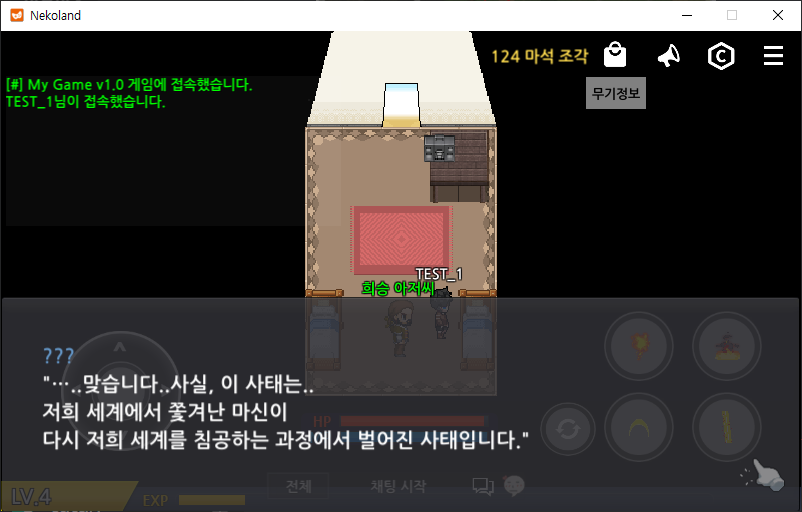 Nekoland
124 마석 조각
[#] My Game v1.0 게임에 접속했습니다.
TEST_1님이 접속했습니다.
무기정보
TEST_1
희승 아저씨
???
"…..맞습니다..사실, 이 사태는..
저희 세계에서 쫓겨난 마신이
다시 저희 세계를 침공하는 과정에서 벌어진 사태입니다."
HP
전체
채팅 시작
LV.4
EXP